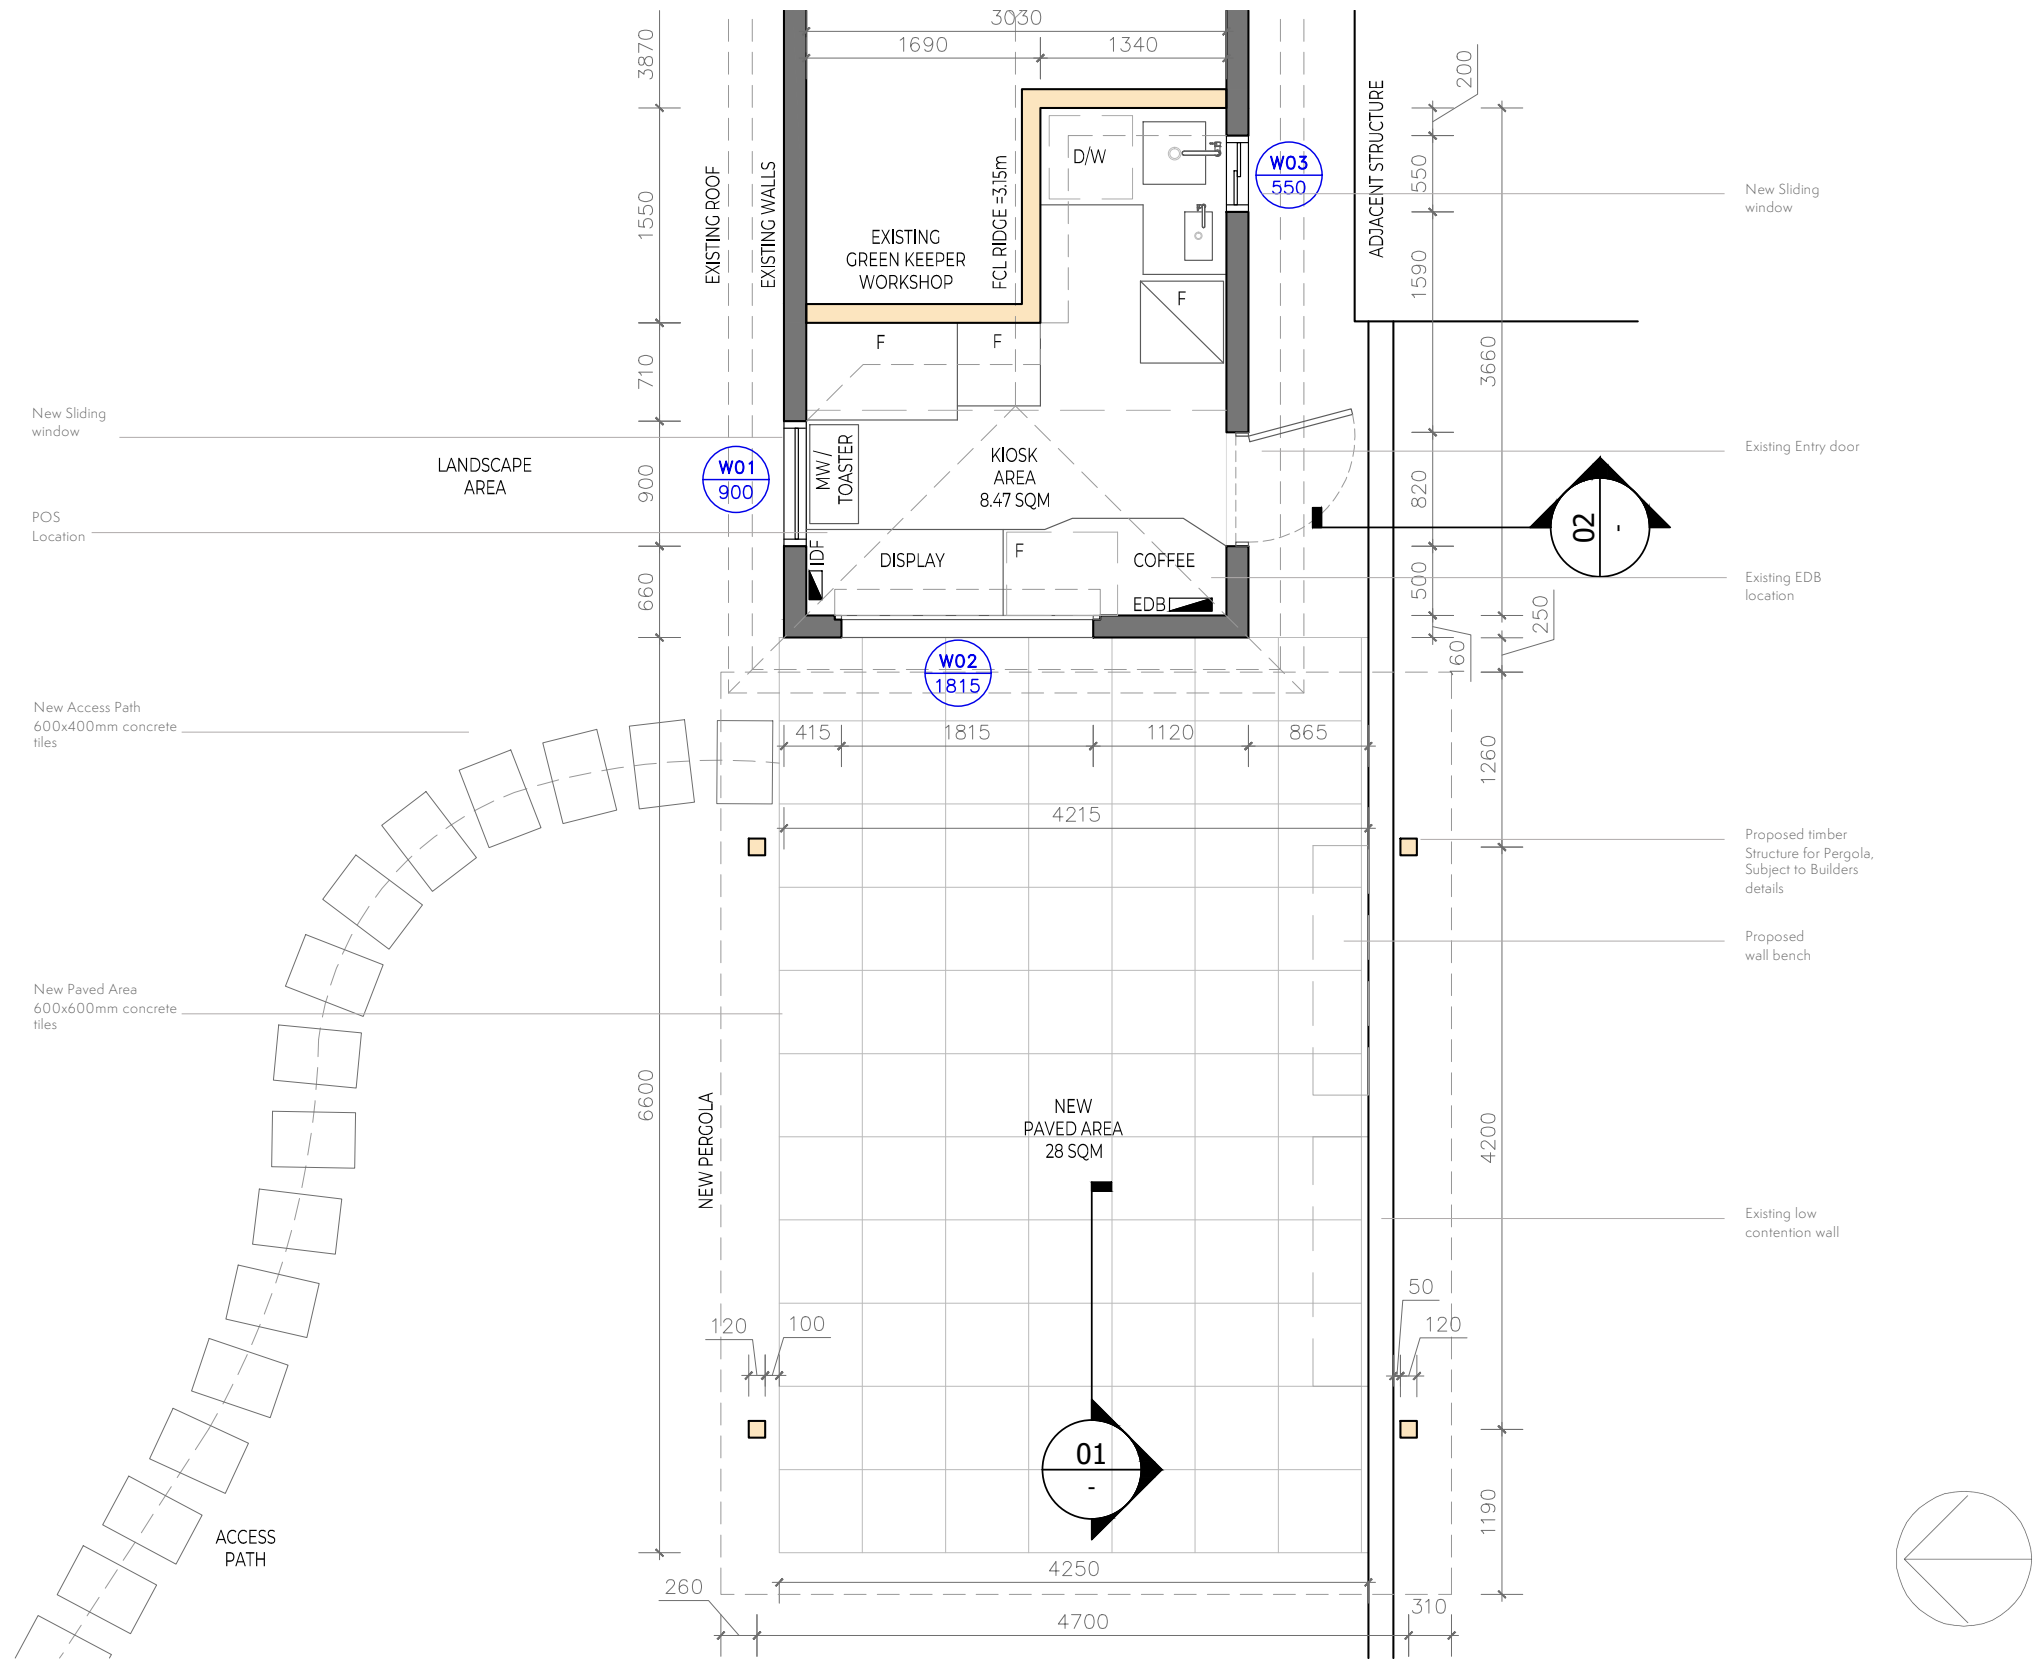 3030
1690
1340
3870
200
EXISTING ROOF
EXISTING WALLS
ADJACENT STRUCTURE
D/W
W03
550
550
New Sliding
window
1550
EXISTING
GREEN KEEPER
WORKSHOP
FCL RIDGE =3.15m
1590
F
F
F
710
3660
New Sliding
window
LANDSCAPE
AREA
W01
900
900
MW/
TOASTER
KIOSK
AREA
8.47 SQM
Existing Entry door
820
02
-
POS
Location
IDF
DISPLAY
F
COFFEE
EDB
660
500
250
160
Existing EDB
location
W02
1815
New Access Path
600x400mm concrete
tiles
415
1815
1120
865
1260
4215
Proposed timber
Structure for Pergola,
Subject to Builders
details
Proposed
wall bench
New Paved Area
600x600mm concrete
tiles
6600
NEW PERGOLA
NEW
PAVED AREA
28 SQM
4200
Existing low
contention wall
50
120
100
120
01
-
1190
ACCESS
PATH
4250
260
4700
310